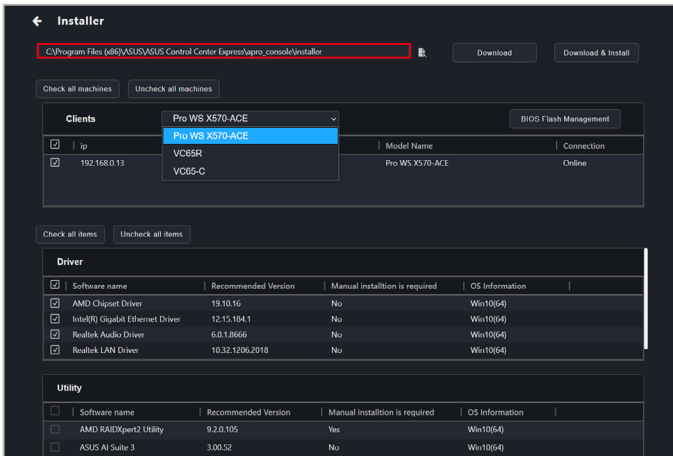 Installer
C:\Program Files (x86)\ASUS\ASUS Control Center Express\apro_console\installer
Download
Download & Install
Check all machines
Uncheck all machines
Clients
Pro WS X570-ACE
BIOS Flash Management
Pro WS X570-ACE
VC65R
VC65-C
ip
Model Name
Connection
192.168.0.13
Pro WS X570-ACE
Online
Check all items
Uncheck all items
Driver
Software name
Recommended Version
Manual installtion is required
OS Information
AMD Chipset Driver
19.10.16
No
Win10(64)
Intel(R) Gigabit Ethernet Driver
12.15.184.1
No
Win10(64)
Realtek Audio Driver
6.0.1.8666
No
Win10(64)
Realtek LAN Driver
10.32.1206.2018
No
Win10(64)
Utility
Software name
Recommended Version
Manual installtion is required
OS Information
AMD RAIDXpert2 Utility
9.2.0.105
Yes
Win10(64)
ASUS AI Suite 3
3.00.52
No
Win10(64)